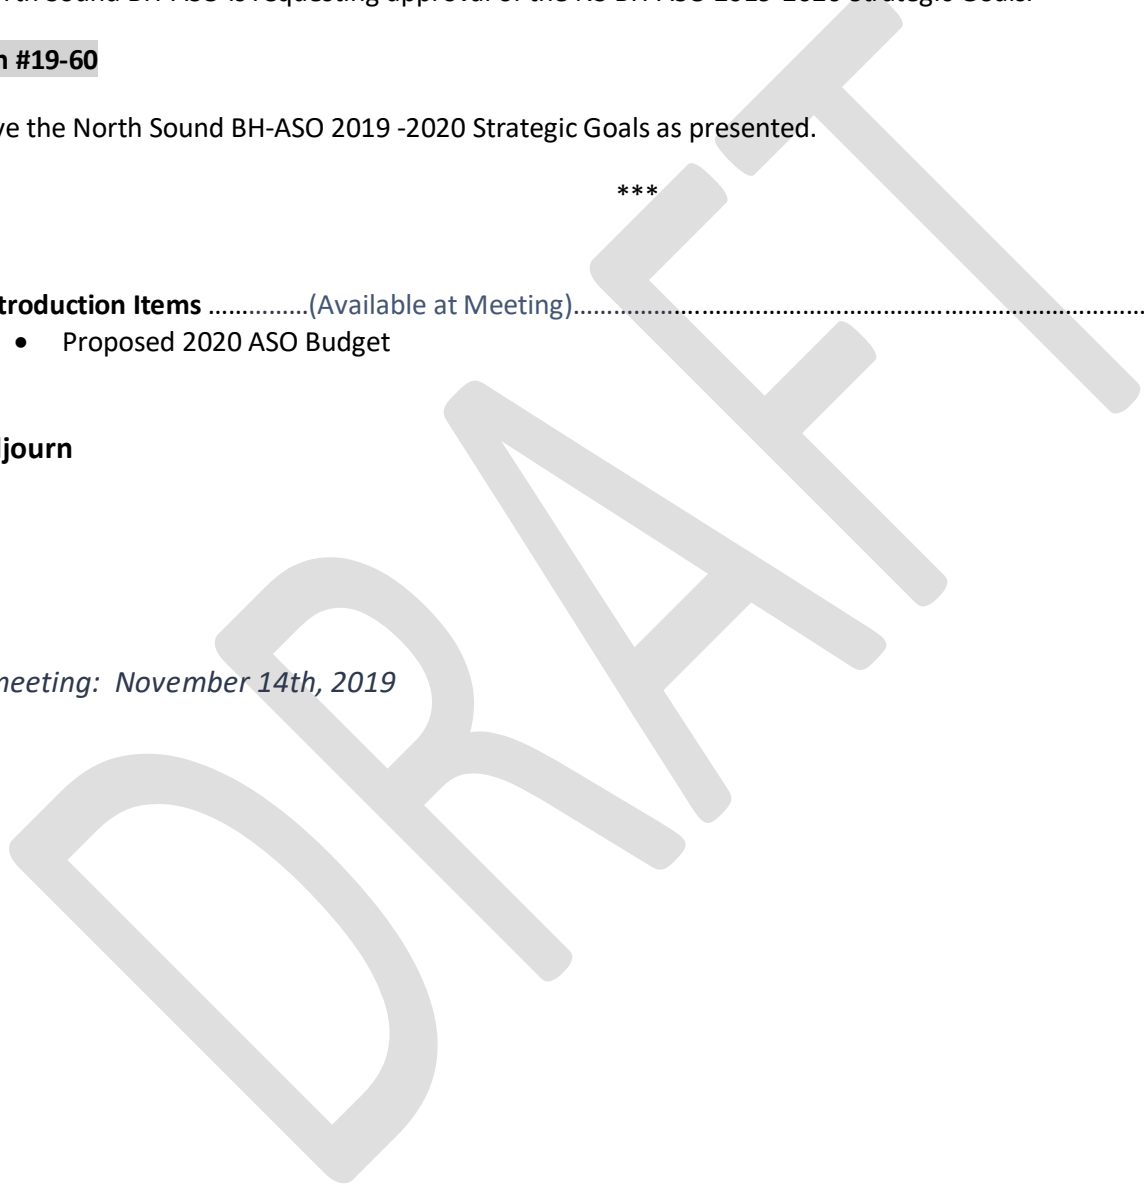 rth Sound BH-ASO is requesting approval of the NS BH-ASO 2019-2020 Strategic Goals.
n #19-60
ve the North Sound BH-ASO 2019 -2020 Strategic Goals as presented.
***
troduction Items ...............(Available at Meeting)................................................................................
• Proposed 2020 ASO Budget
journ
meeting: November 14th, 2019
DRAFT